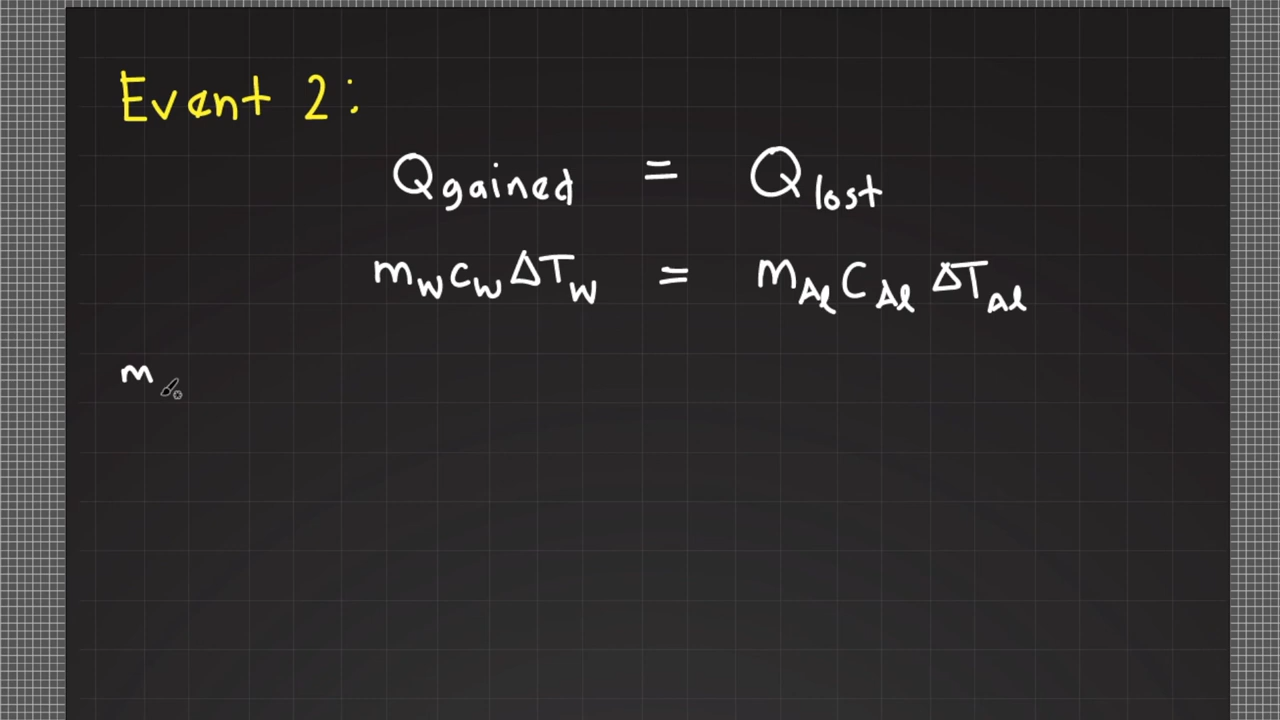 Event 2:
Qgained = Qlost
mwcwΔTw = mAlCAlΔTAl
m